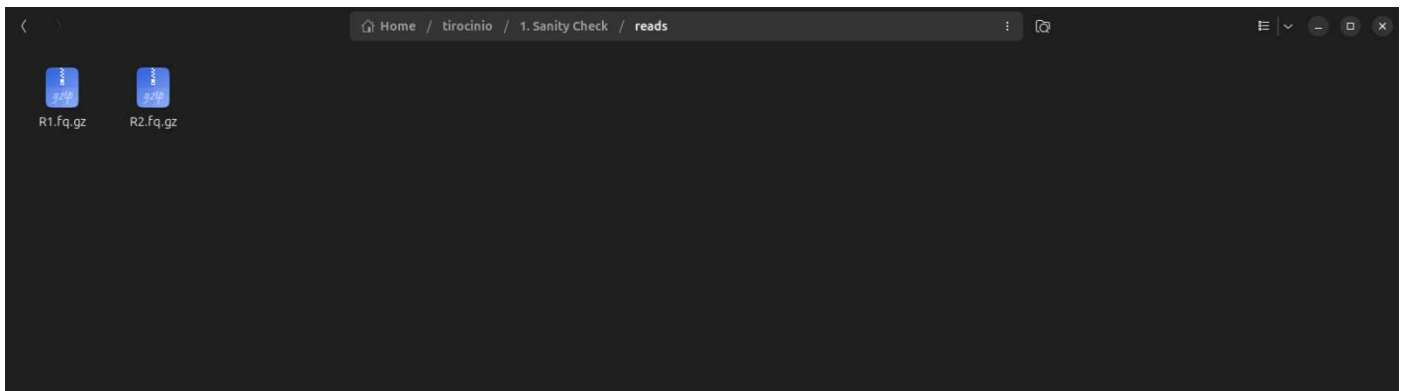 Home / tirocinio / 1. Sanity Check / reads
gzip gzip
R1.fq.gz R2.fq.gz